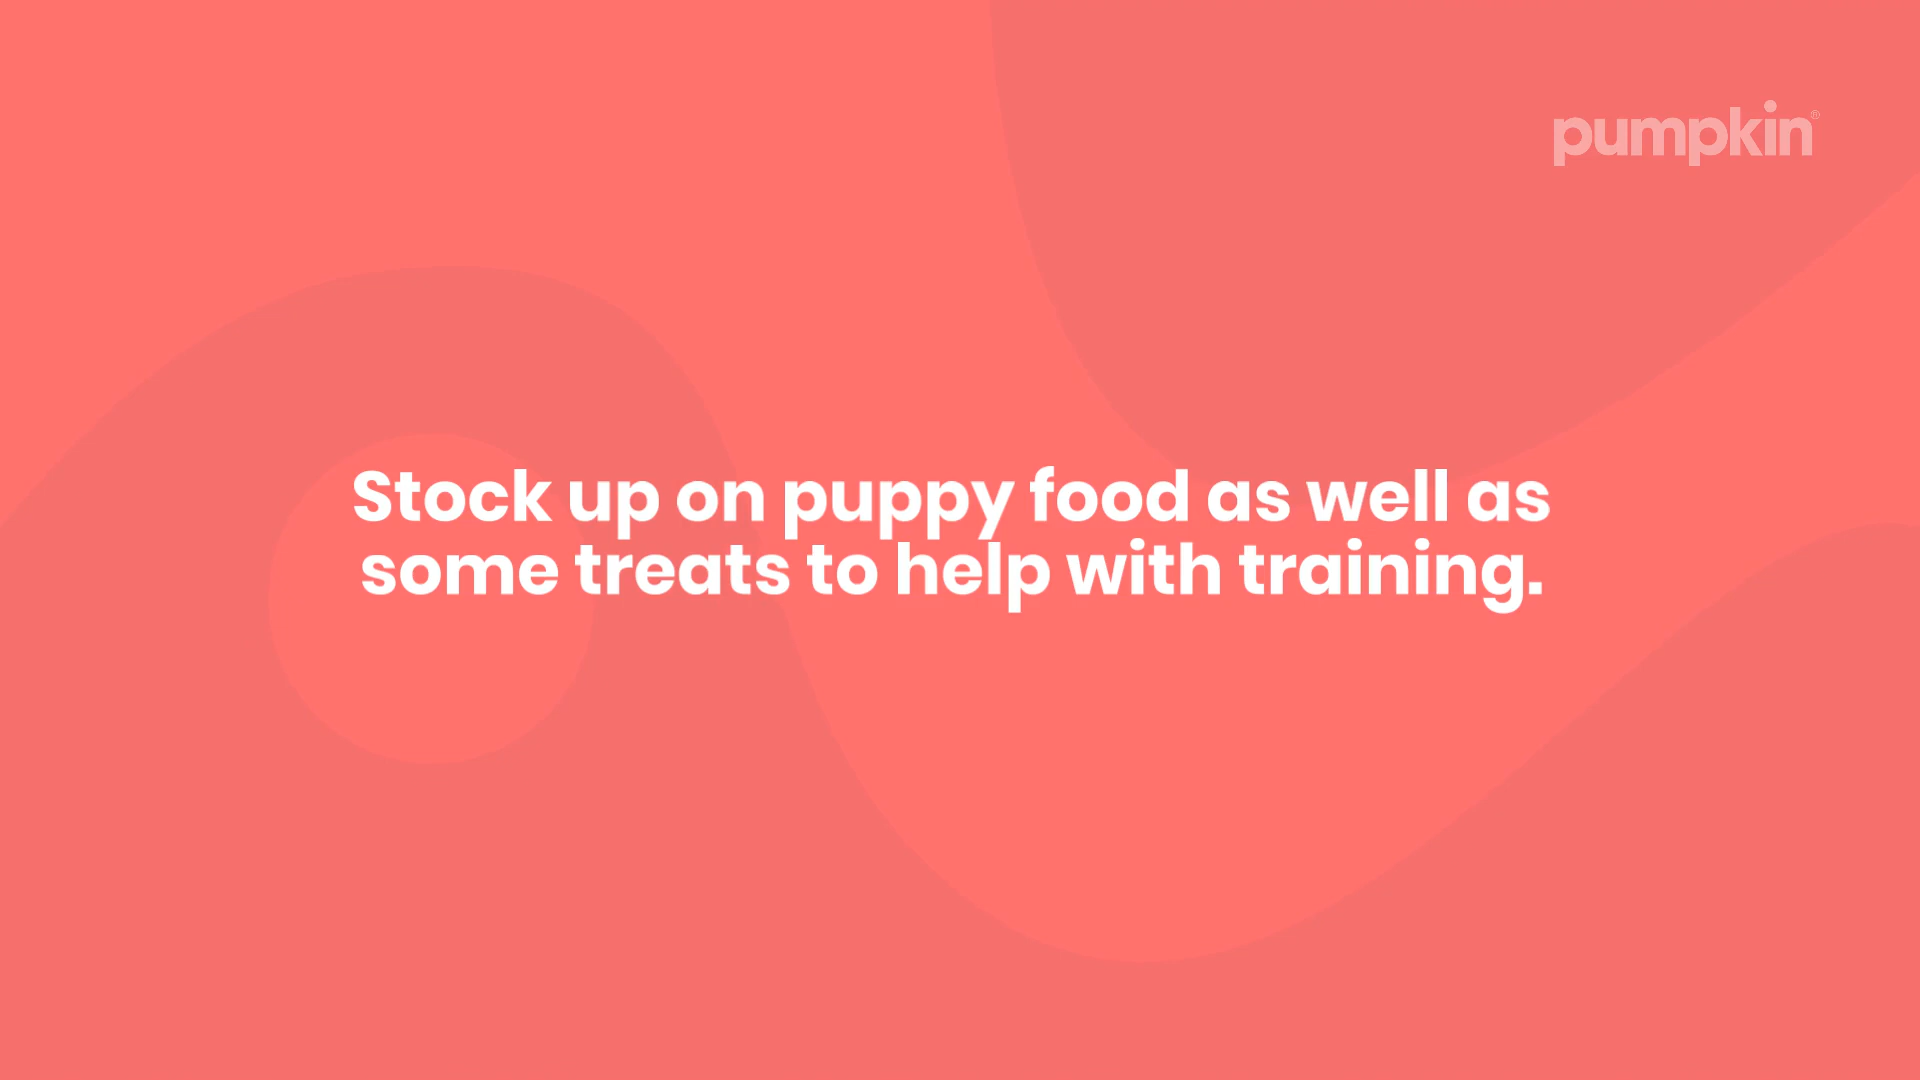 pumpkin®
Stock up on puppy food as well as
some treats to help with training.